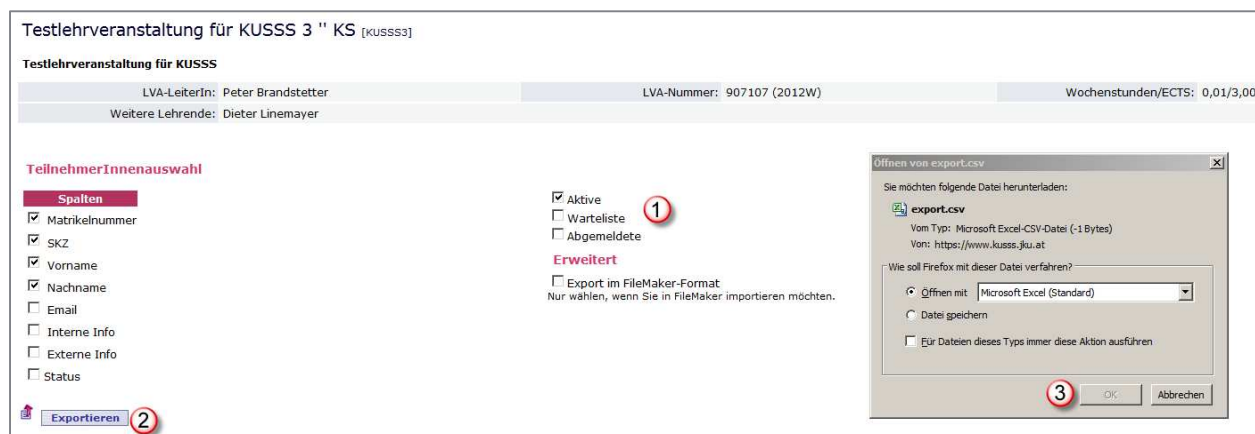 Testlehrveranstaltung für KUSSS 3 '' KS [KUSSS3]
Testlehrveranstaltung für KUSSS
LVA-LeiterIn: Peter Brandstetter LVA-Nummer: 907107 (2012W) Wochenstunden/ECTS: 0,01/3,00
Weitere Lehrende: Dieter Linemayer
TeilnehmerInnenauswahl
Spalten
Matrikelnummer
SKZ
Vorname
Nachname
Email
Interne Info
Externe Info
Status
Exportieren 2
Aktive
Warteliste 1
Abgemeldete
Erweitert
Export im FileMaker-Format
Nur wählen, wenn Sie in FileMaker importieren möchten.
Öffnen von export.csv
Sie möchten folgende Datei herunterladen:
export.csv
Vom Typ: Microsoft Excel-CSV-Datei (-1 Bytes)
Von: https://www.kusss.jku.at
Wie soll Firefox mit dieser Datei verfahren?
Öffnen mit Microsoft Excel (Standard)
Datei speichern
Für Dateien dieses Typs immer diese Aktion ausführen
3 OK Abbrechen